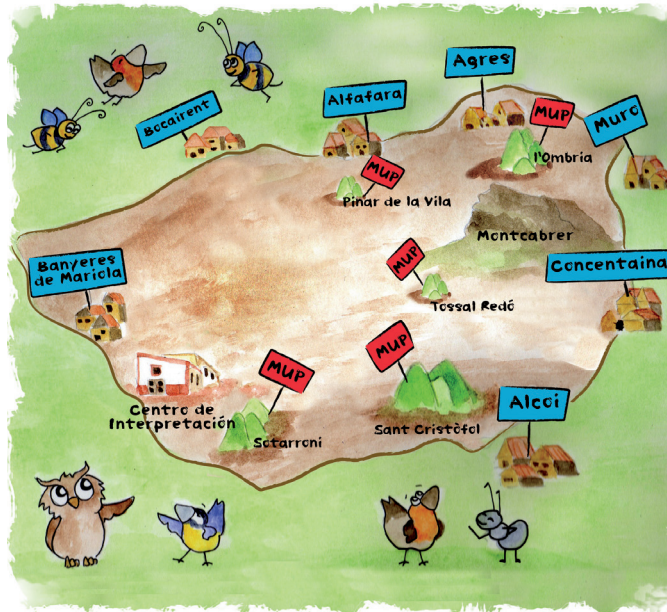 Agres
Alfafara
MUP
Muro
Bocairent
l'Ombria
MUP
Pinar de la Vila
Montcabrer
Banyeres
de Mariola
MUP
Concentaina
Tossal Redó
MUP
MUP
Centro de
Interpretación
Sotarroni
Sant Cristòfol
Alcoi